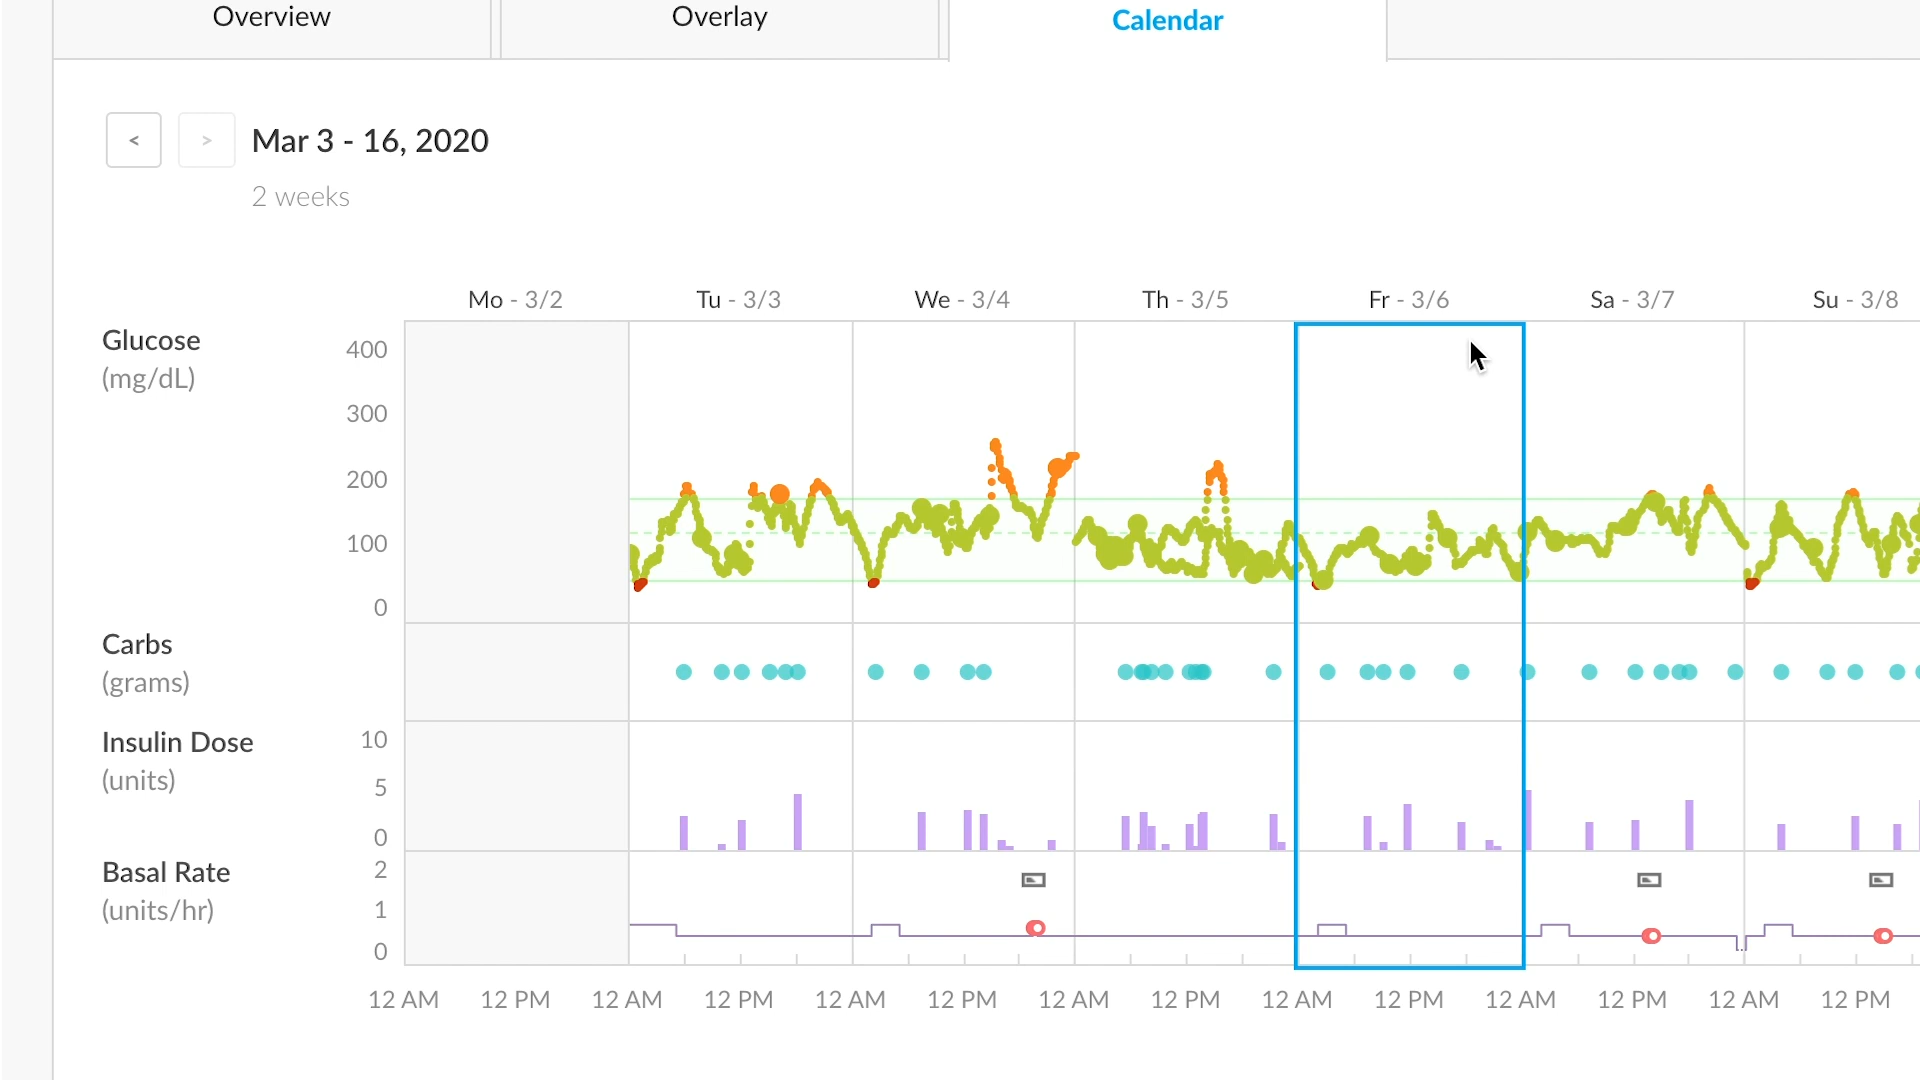 Overview
Overlay
Calendar
<
>
Mar 3 - 16, 2020
2 weeks
Mo - 3/2
Tu - 3/3
We - 3/4
Th - 3/5
Fr - 3/6
Sa - 3/7
Su - 3/8
Glucose
(mg/dL)
400
300
200
100
0
Carbs
(grams)
Insulin Dose
(units)
10
5
0
Basal Rate
(units/hr)
2
1
0
12 AM
12 PM
12 AM
12 PM
12 AM
12 PM
12 AM
12 PM
12 AM
12 PM
12 AM
12 PM
12 AM
12 PM